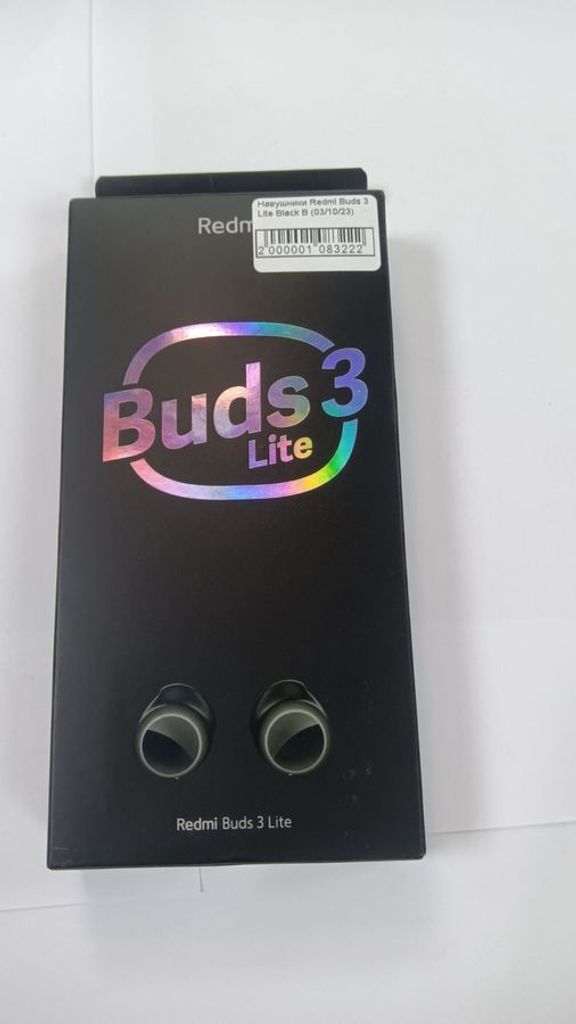 Навушники Redmi Buds 3
Lite Black B (03/10/23)
2 000001 083222
Redm
Buds 3
Lite
Redmi Buds 3 Lite